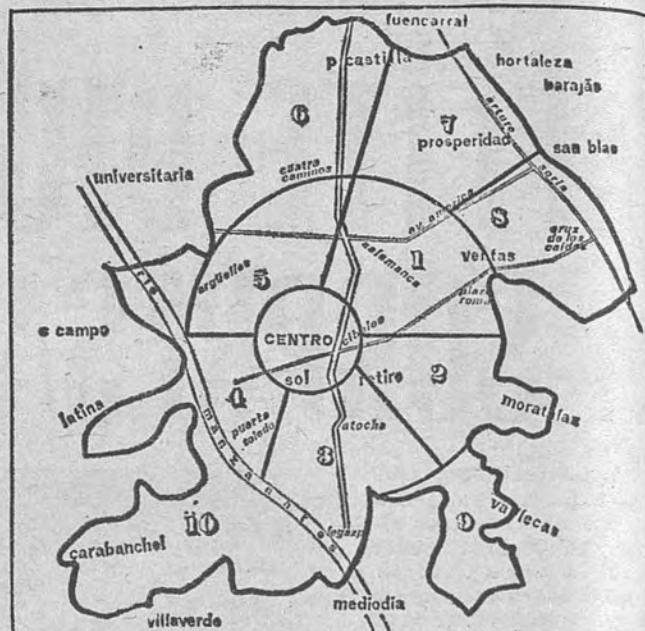 fuencarral
p. castilla
hortaleza
barajas
6
7
arturo
prosperidad
san blas
cuatro
caminos
universitaria
soria
av. america
8
cruz
de los
caidos
salamanca
1
ventas
argüelles
5
plaza
roma
rio
c campo
CENTRO
cibeles
sol
retiro
2
latina
4
puerta
toledo
atocha
moratalaz
3
manzanares
vallecas
10
9
legazpi
carabanchel
mediodia
villaverde